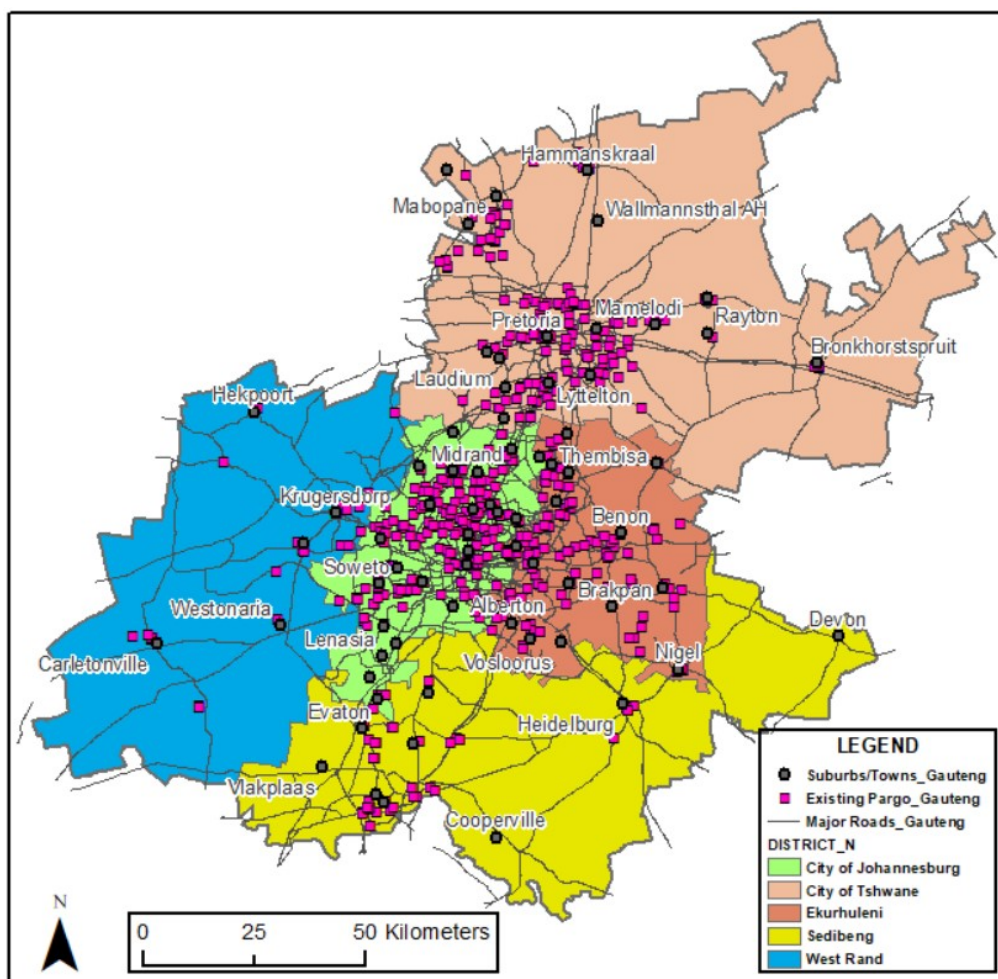 Hammanskraal
Mabopane
Wallmannsthal AH
Mamelodi
Pretoria
Rayton
Bronkhorstspruit
Laudium
Lyttelton
Hekpoort
Midrand
Thembisa
Krugersdorp
Benon
Soweto
Westonaria
Alberton
Brakpan
Lenasia
Devon
Carletonville
Vosloorus
Nigel
Evaton
Heidelburg
Vlakplaas
Cooperville
LEGEND
Suburbs/Towns_Gauteng
Existing Pargo_Gauteng
Major Roads_Gauteng
DISTRICT_N
City of Johannesburg
City of Tshwane
Ekurhuleni
Sedibeng
West Rand
N
0 25 50 Kilometers